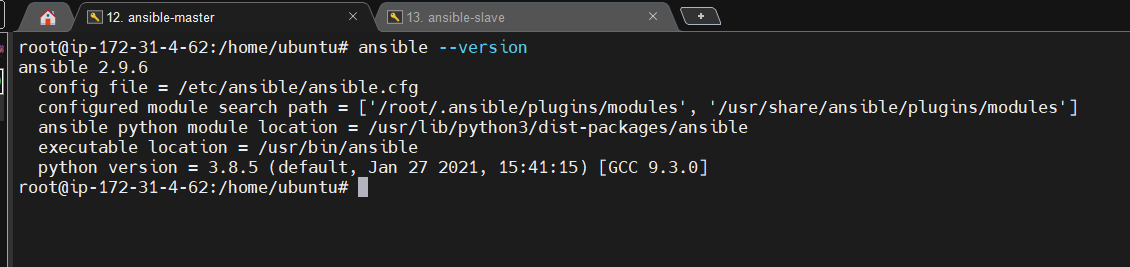 12. ansible-master
13. ansible-slave
root@ip-172-31-4-62:/home/ubuntu# ansible --version
ansible 2.9.6
  config file = /etc/ansible/ansible.cfg
  configured module search path = ['/root/.ansible/plugins/modules', '/usr/share/ansible/plugins/modules']
  ansible python module location = /usr/lib/python3/dist-packages/ansible
  executable location = /usr/bin/ansible
  python version = 3.8.5 (default, Jan 27 2021, 15:41:15) [GCC 9.3.0]
root@ip-172-31-4-62:/home/ubuntu#